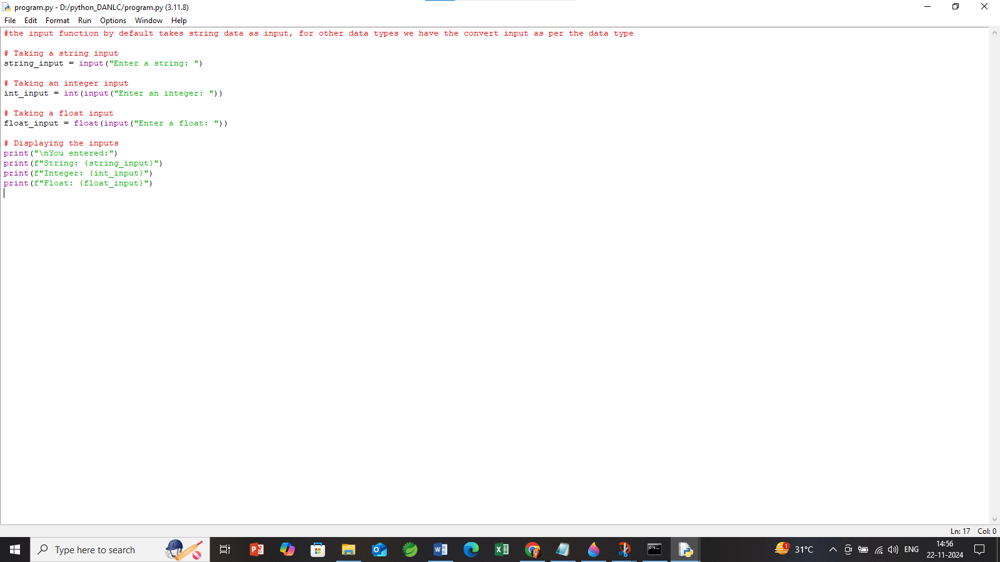 program.py - D:/python_DANLC/program.py (3.11.8)
File Edit Format Run Options Window Help
#the input function by default takes string data as input, for other data types we have the convert input as per the data type
# Taking a string input
string_input = input("Enter a string: ")
# Taking an integer input
int_input = int(input("Enter an integer: "))
# Taking a float input
float_input = float(input("Enter a float: "))
# Displaying the inputs
print("\nYou entered:")
print(f"String: {string_input}")
print(f"Integer: {int_input}")
print(f"Float: {float_input}")
Ln: 17 Col: 0
Type here to search
31°C
ENG
14:56
22-11-2024